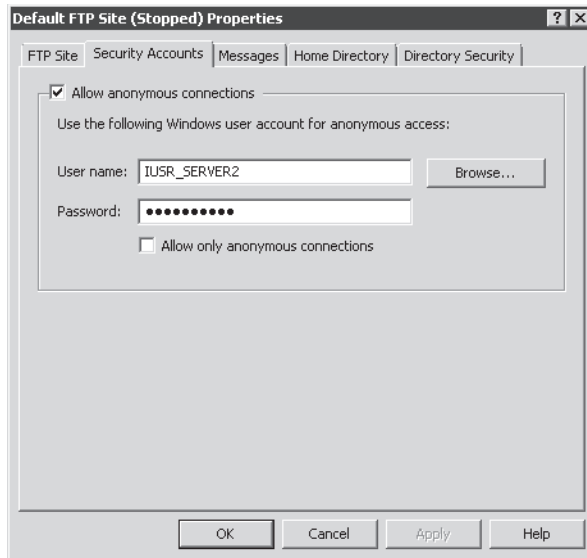 Default FTP Site (Stopped) Properties
FTP Site Security Accounts Messages Home Directory Directory Security
Allow anonymous connections
Use the following Windows user account for anonymous access:
User name: IUSR_SERVER2 Browse...
Password: ●●●●●●●●●●
Allow only anonymous connections
OK Cancel Apply Help